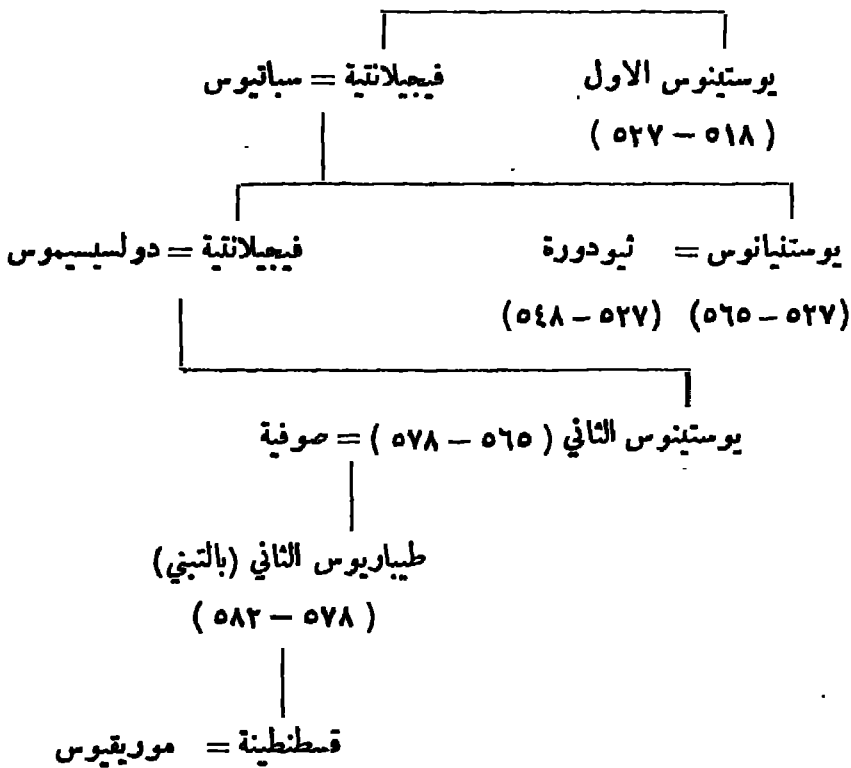 يوستينوس الاول فيجيلانتية = سباتيوس
( ٥١٨ – ٥٢٧ )
يوستنيانوس = ثيودورة فيجيلانتية = دولسيسيموس
(٥٢٧ – ٥٦٥) (٥٢٧ – ٥٤٨)
يوستينوس الثاني ( ٥٦٥ – ٥٧٨ ) = صوفية
طيباريوس الثاني (بالتبني)
( ٥٧٨ – ٥٨٢ )
قسطنطينة = موريقيوس